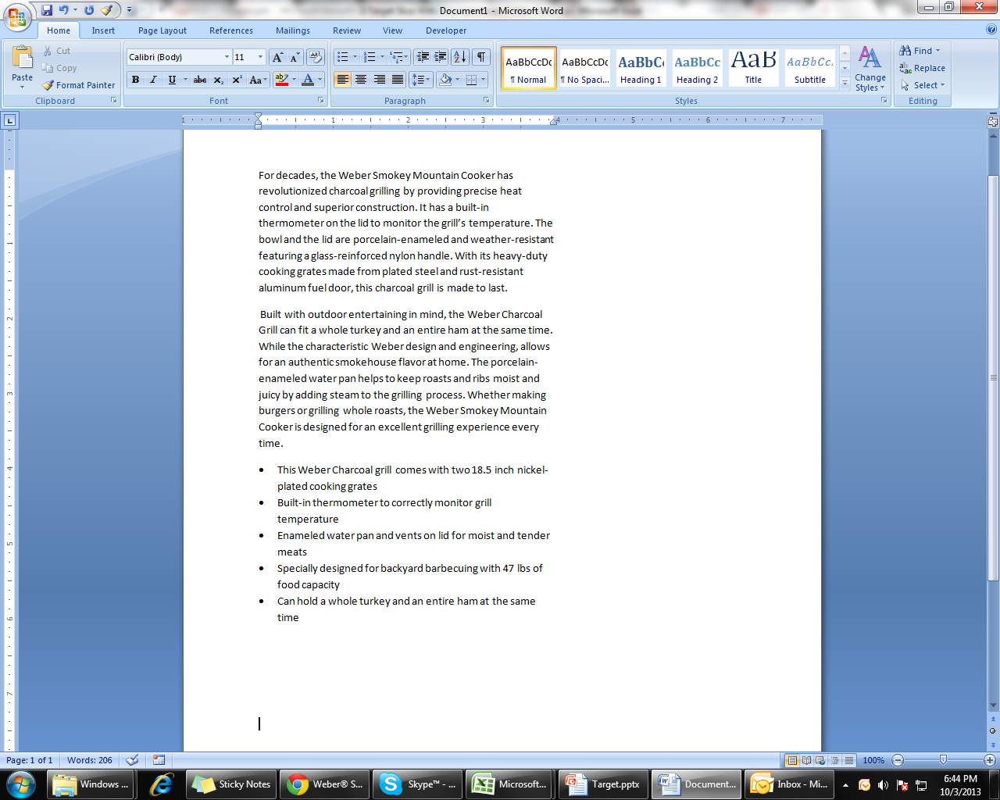 Document1 - Microsoft Word
Home Insert Page Layout References Mailings Review View Developer
Paste Cut Copy Format Painter
Clipboard
Calibri (Body) 11
Font
Paragraph
AaBbCcDc AaBbCcDc AaBbC AaBbCc AaB AaBbCc.
¶ Normal ¶ No Spaci... Heading 1 Heading 2 Title Subtitle
Change Styles
Styles
Find
Replace
Select
Editing
1 1 2 3 4 5 6 7
For decades, the Weber Smokey Mountain Cooker has
revolutionized charcoal grilling by providing precise heat
control and superior construction. It has a built-in
thermometer on the lid to monitor the grill’s temperature. The
bowl and the lid are porcelain-enameled and weather-resistant
featuring a glass-reinforced nylon handle. With its heavy-duty
cooking grates made from plated steel and rust-resistant
aluminum fuel door, this charcoal grill is made to last.
Built with outdoor entertaining in mind, the Weber Charcoal
Grill can fit a whole turkey and an entire ham at the same time.
While the characteristic Weber design and engineering, allows
for an authentic smokehouse flavor at home. The porcelain-
enameled water pan helps to keep roasts and ribs moist and
juicy by adding steam to the grilling process. Whether making
burgers or grilling whole roasts, the Weber Smokey Mountain
Cooker is designed for an excellent grilling experience every
time.
• This Weber Charcoal grill comes with two 18.5 inch nickel-
plated cooking grates
• Built-in thermometer to correctly monitor grill
temperature
• Enameled water pan and vents on lid for moist and tender
meats
• Specially designed for backyard barbecuing with 47 lbs of
food capacity
• Can hold a whole turkey and an entire ham at the same
time
Page: 1 of 1 Words: 206 100%
Windows ... Sticky Notes Weber® S... Skype™ - ... Microsoft... Target.pptx Document... Inbox - Mi... 6:44 PM
10/3/2013